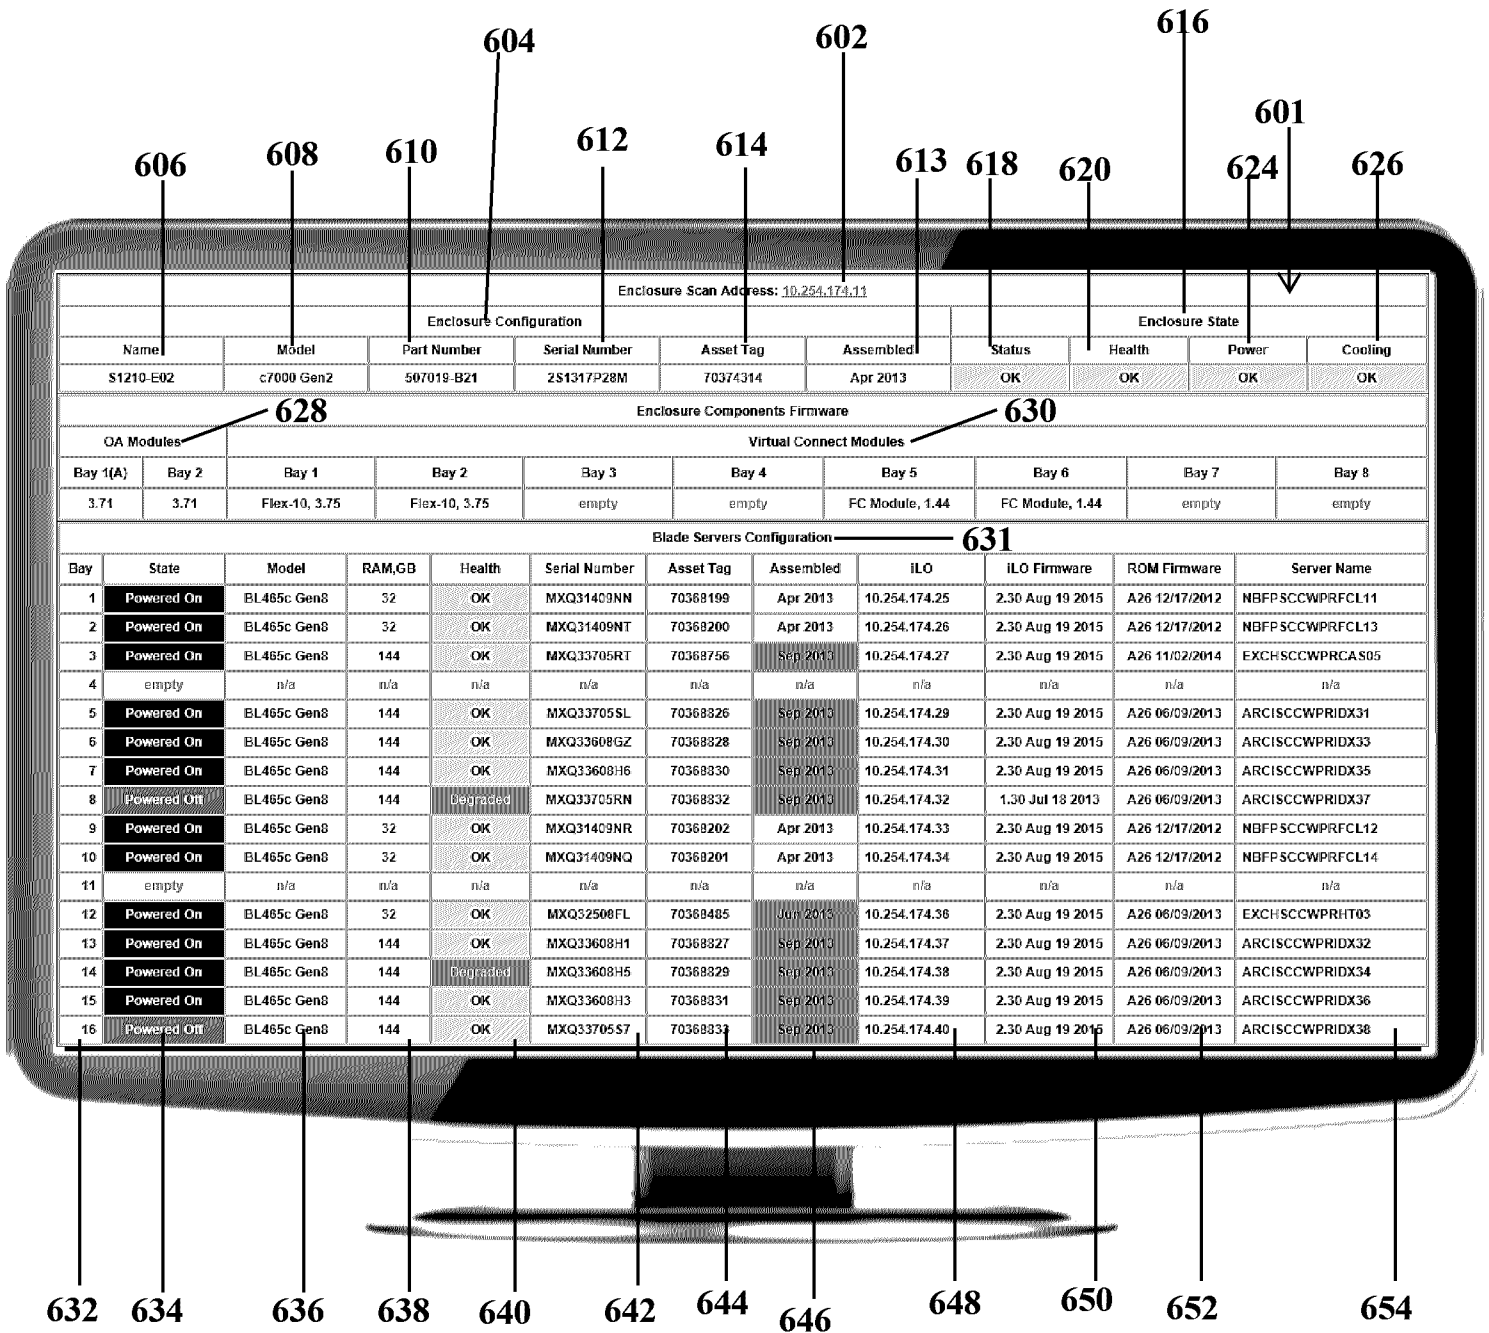 616
602
604
601
612
614
610
608
606
613
618
620
624
626
Enclosure Scan Address: 10.254.174.11
Enclosure Configuration Enclosure State
Name Model Part Number Serial Number Asset Tag Assembled Status Health Power Cooling
S1210-E02 c7000 Gen2 507019-B21 2S1317P28M 70374314 Apr 2013 OK OK OK OK
628 Enclosure Components Firmware 630
OA Modules Virtual Connect Modules
Bay 1(A) Bay 2 Bay 1 Bay 2 Bay 3 Bay 4 Bay 5 Bay 6 Bay 7 Bay 8
3.71 3.71 Flex-10, 3.75 Flex-10, 3.75 empty empty FC Module, 1.44 FC Module, 1.44 empty empty
Blade Servers Configuration 631
Bay State Model RAM,GB Health Serial Number Asset Tag Assembled iLO iLO Firmware ROM Firmware Server Name
1 Powered On BL465c Gen8 32 OK MXQ31409NN 70368199 Apr 2013 10.254.174.25 2.30 Aug 19 2015 A26 12/17/2012 NBFPSCCWPRFCL11
2 Powered On BL465c Gen8 32 OK MXQ31409NT 70368200 Apr 2013 10.254.174.26 2.30 Aug 19 2015 A26 12/17/2012 NBFPSCCWPRFCL13
3 Powered On BL465c Gen8 144 OK MXQ33705RT 70368756 Sep 2013 10.254.174.27 2.30 Aug 19 2015 A26 11/02/2014 EXCHSCCWPRCAS05
4 empty n/a n/a n/a n/a n/a n/a n/a n/a n/a n/a
5 Powered On BL465c Gen8 144 OK MXQ33705SL 70368826 Sep 2013 10.254.174.29 2.30 Aug 19 2015 A26 06/09/2013 ARCISCCWPRIDX31
6 Powered On BL465c Gen8 144 OK MXQ33608GZ 70368828 Sep 2013 10.254.174.30 2.30 Aug 19 2015 A26 06/09/2013 ARCISCCWPRIDX33
7 Powered On BL465c Gen8 144 OK MXQ33608H6 70368830 Sep 2013 10.254.174.31 2.30 Aug 19 2015 A26 06/09/2013 ARCISCCWPRIDX35
8 Powered Off BL465c Gen8 144 Degraded MXQ33705RN 70368832 Sep 2013 10.254.174.32 1.30 Jul 18 2013 A26 06/09/2013 ARCISCCWPRIDX37
9 Powered On BL465c Gen8 32 OK MXQ31409NR 70368202 Apr 2013 10.254.174.33 2.30 Aug 19 2015 A26 12/17/2012 NBFPSCCWPRFCL12
10 Powered On BL465c Gen8 32 OK MXQ31409NQ 70368201 Apr 2013 10.254.174.34 2.30 Aug 19 2015 A26 12/17/2012 NBFPSCCWPRFCL14
11 empty n/a n/a n/a n/a n/a n/a n/a n/a n/a n/a
12 Powered On BL465c Gen8 32 OK MXQ32508FL 70368485 Jun 2013 10.254.174.36 2.30 Aug 19 2015 A26 06/09/2013 EXCHSCCWPRHT03
13 Powered On BL465c Gen8 144 OK MXQ33608H1 70368827 Sep 2013 10.254.174.37 2.30 Aug 19 2015 A26 06/09/2013 ARCISCCWPRIDX32
14 Powered On BL465c Gen8 144 Degraded MXQ33608H5 70368829 Sep 2013 10.254.174.38 2.30 Aug 19 2015 A26 06/09/2013 ARCISCCWPRIDX34
15 Powered On BL465c Gen8 144 OK MXQ33608H3 70368831 Sep 2013 10.254.174.39 2.30 Aug 19 2015 A26 06/09/2013 ARCISCCWPRIDX36
16 Powered Off BL465c Gen8 144 OK MXQ33705S7 70368833 Sep 2013 10.254.174.40 2.30 Aug 19 2015 A26 06/09/2013 ARCISCCWPRIDX38
632 634 636 638 640 642 644 646 648 650 652 654